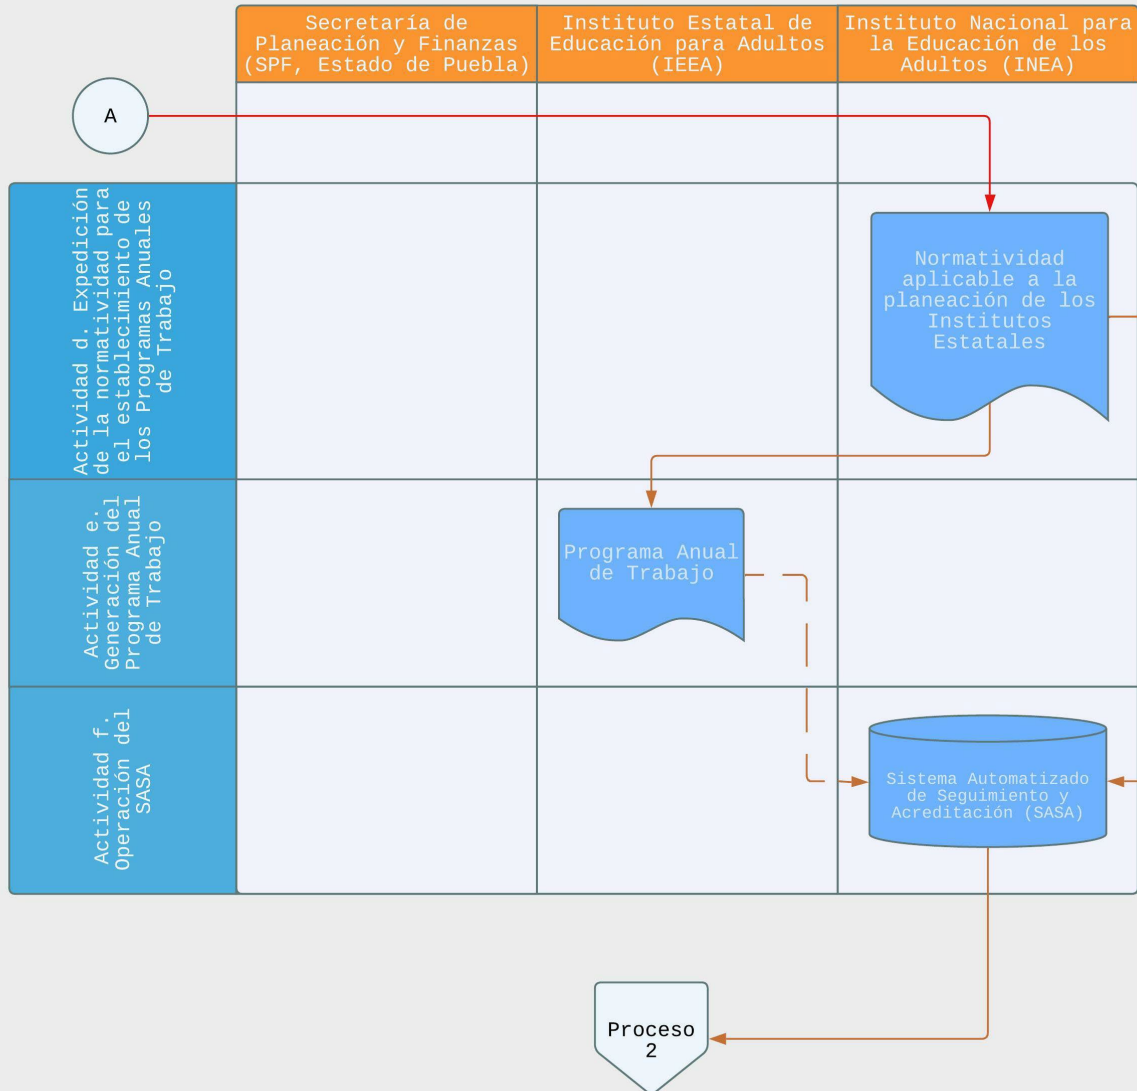 Secretaría de
Planeación y Finanzas
(SPF, Estado de Puebla)
Instituto Estatal de
Educación para Adultos
(IEEA)
Instituto Nacional para
la Educación de los
Adultos (INEA)
A
Actividad d. Expedición
de la normatividad para
el establecimiento de
los Programas Anuales
de Trabajo
Normatividad
aplicable a la
planeación de los
Institutos
Estatales
Actividad e.
Generación del
Programa Anual
de Trabajo
Programa Anual
de Trabajo
Actividad f.
Operación del
SASA
Sistema Automatizado
de Seguimiento y
Acreditación (SASA)
Proceso
2